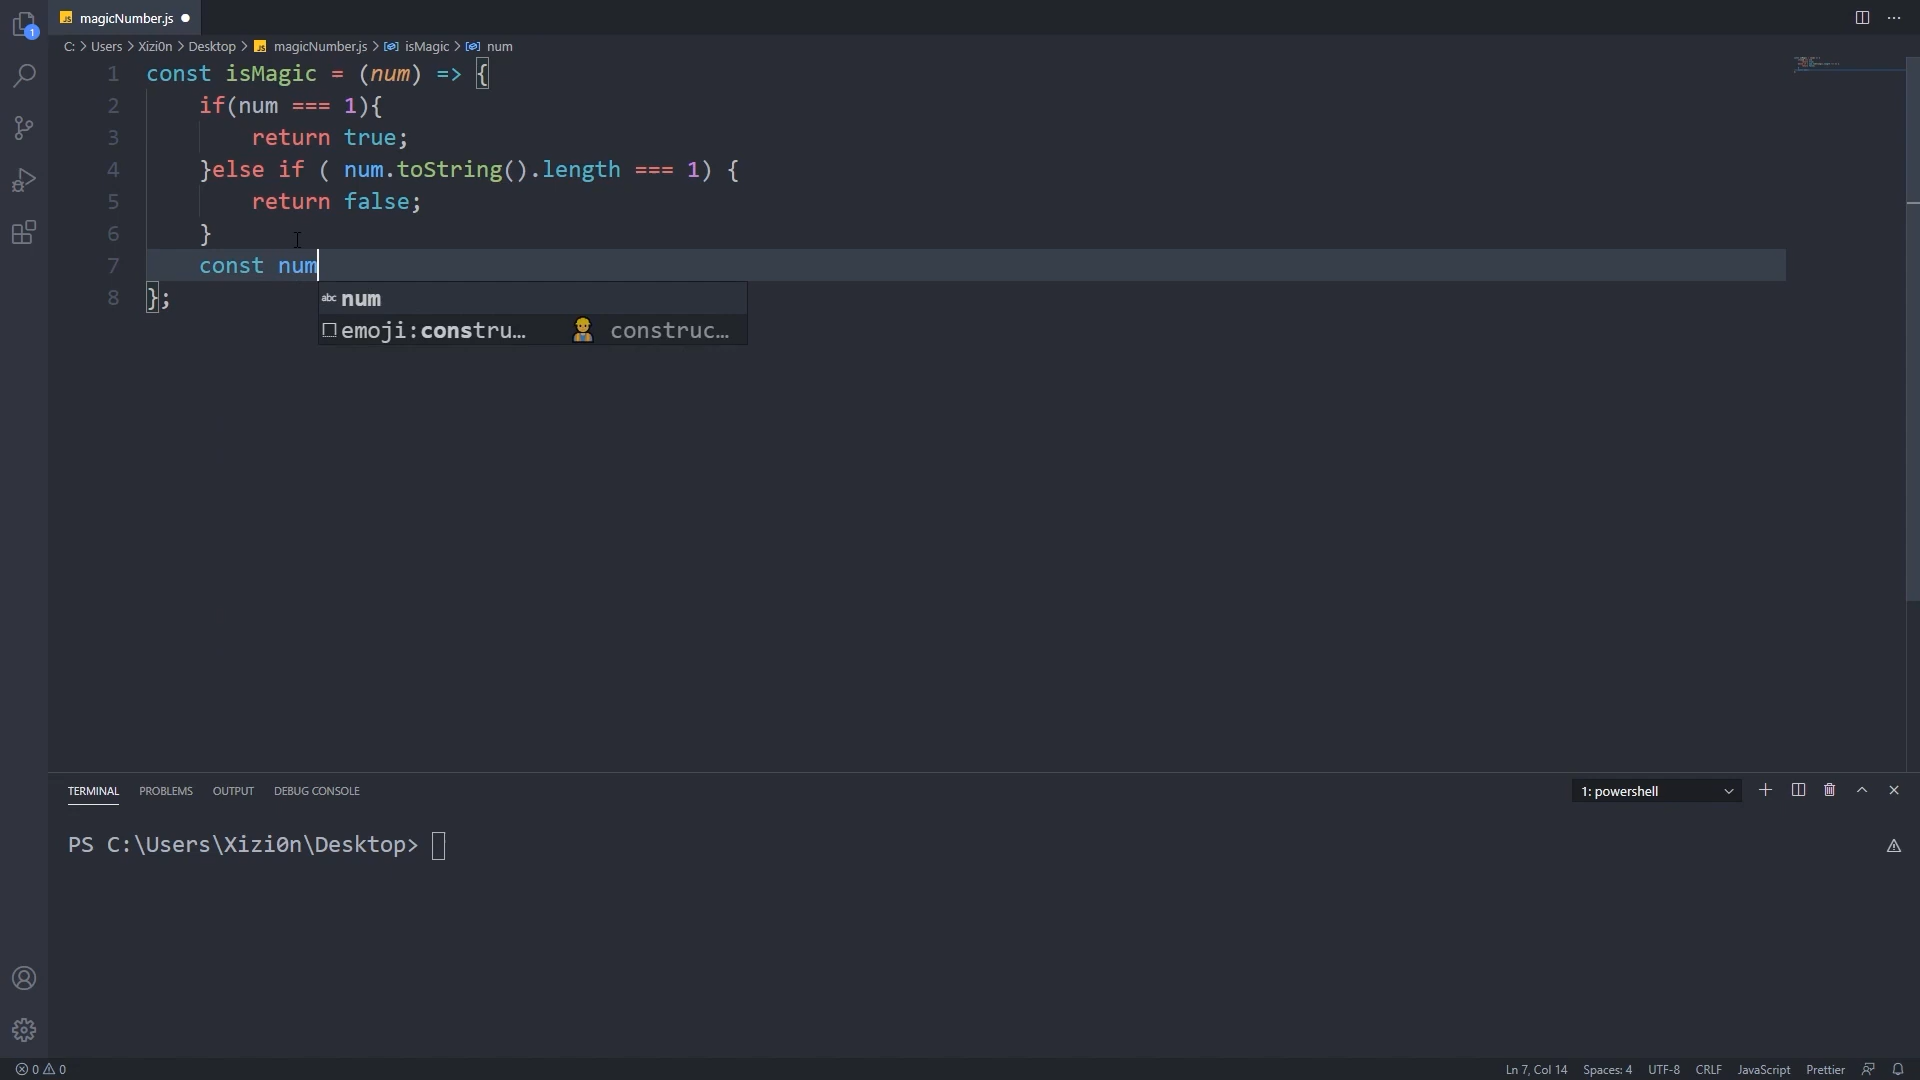 1
magicNumber.js
C: > Users > Xizi0n > Desktop > magicNumber.js > isMagic > num
1 const isMagic = (num) => {
2 if(num === 1){
3 return true;
4 }else if ( num.toString().length === 1) {
5 return false;
6 }
7 const num
8 };
abc num
emoji:constru… construc…
TERMINAL PROBLEMS OUTPUT DEBUG CONSOLE 1: powershell
PS C:\Users\Xizi0n\Desktop>
0 0 Ln 7, Col 14 Spaces: 4 UTF-8 CRLF JavaScript Prettier